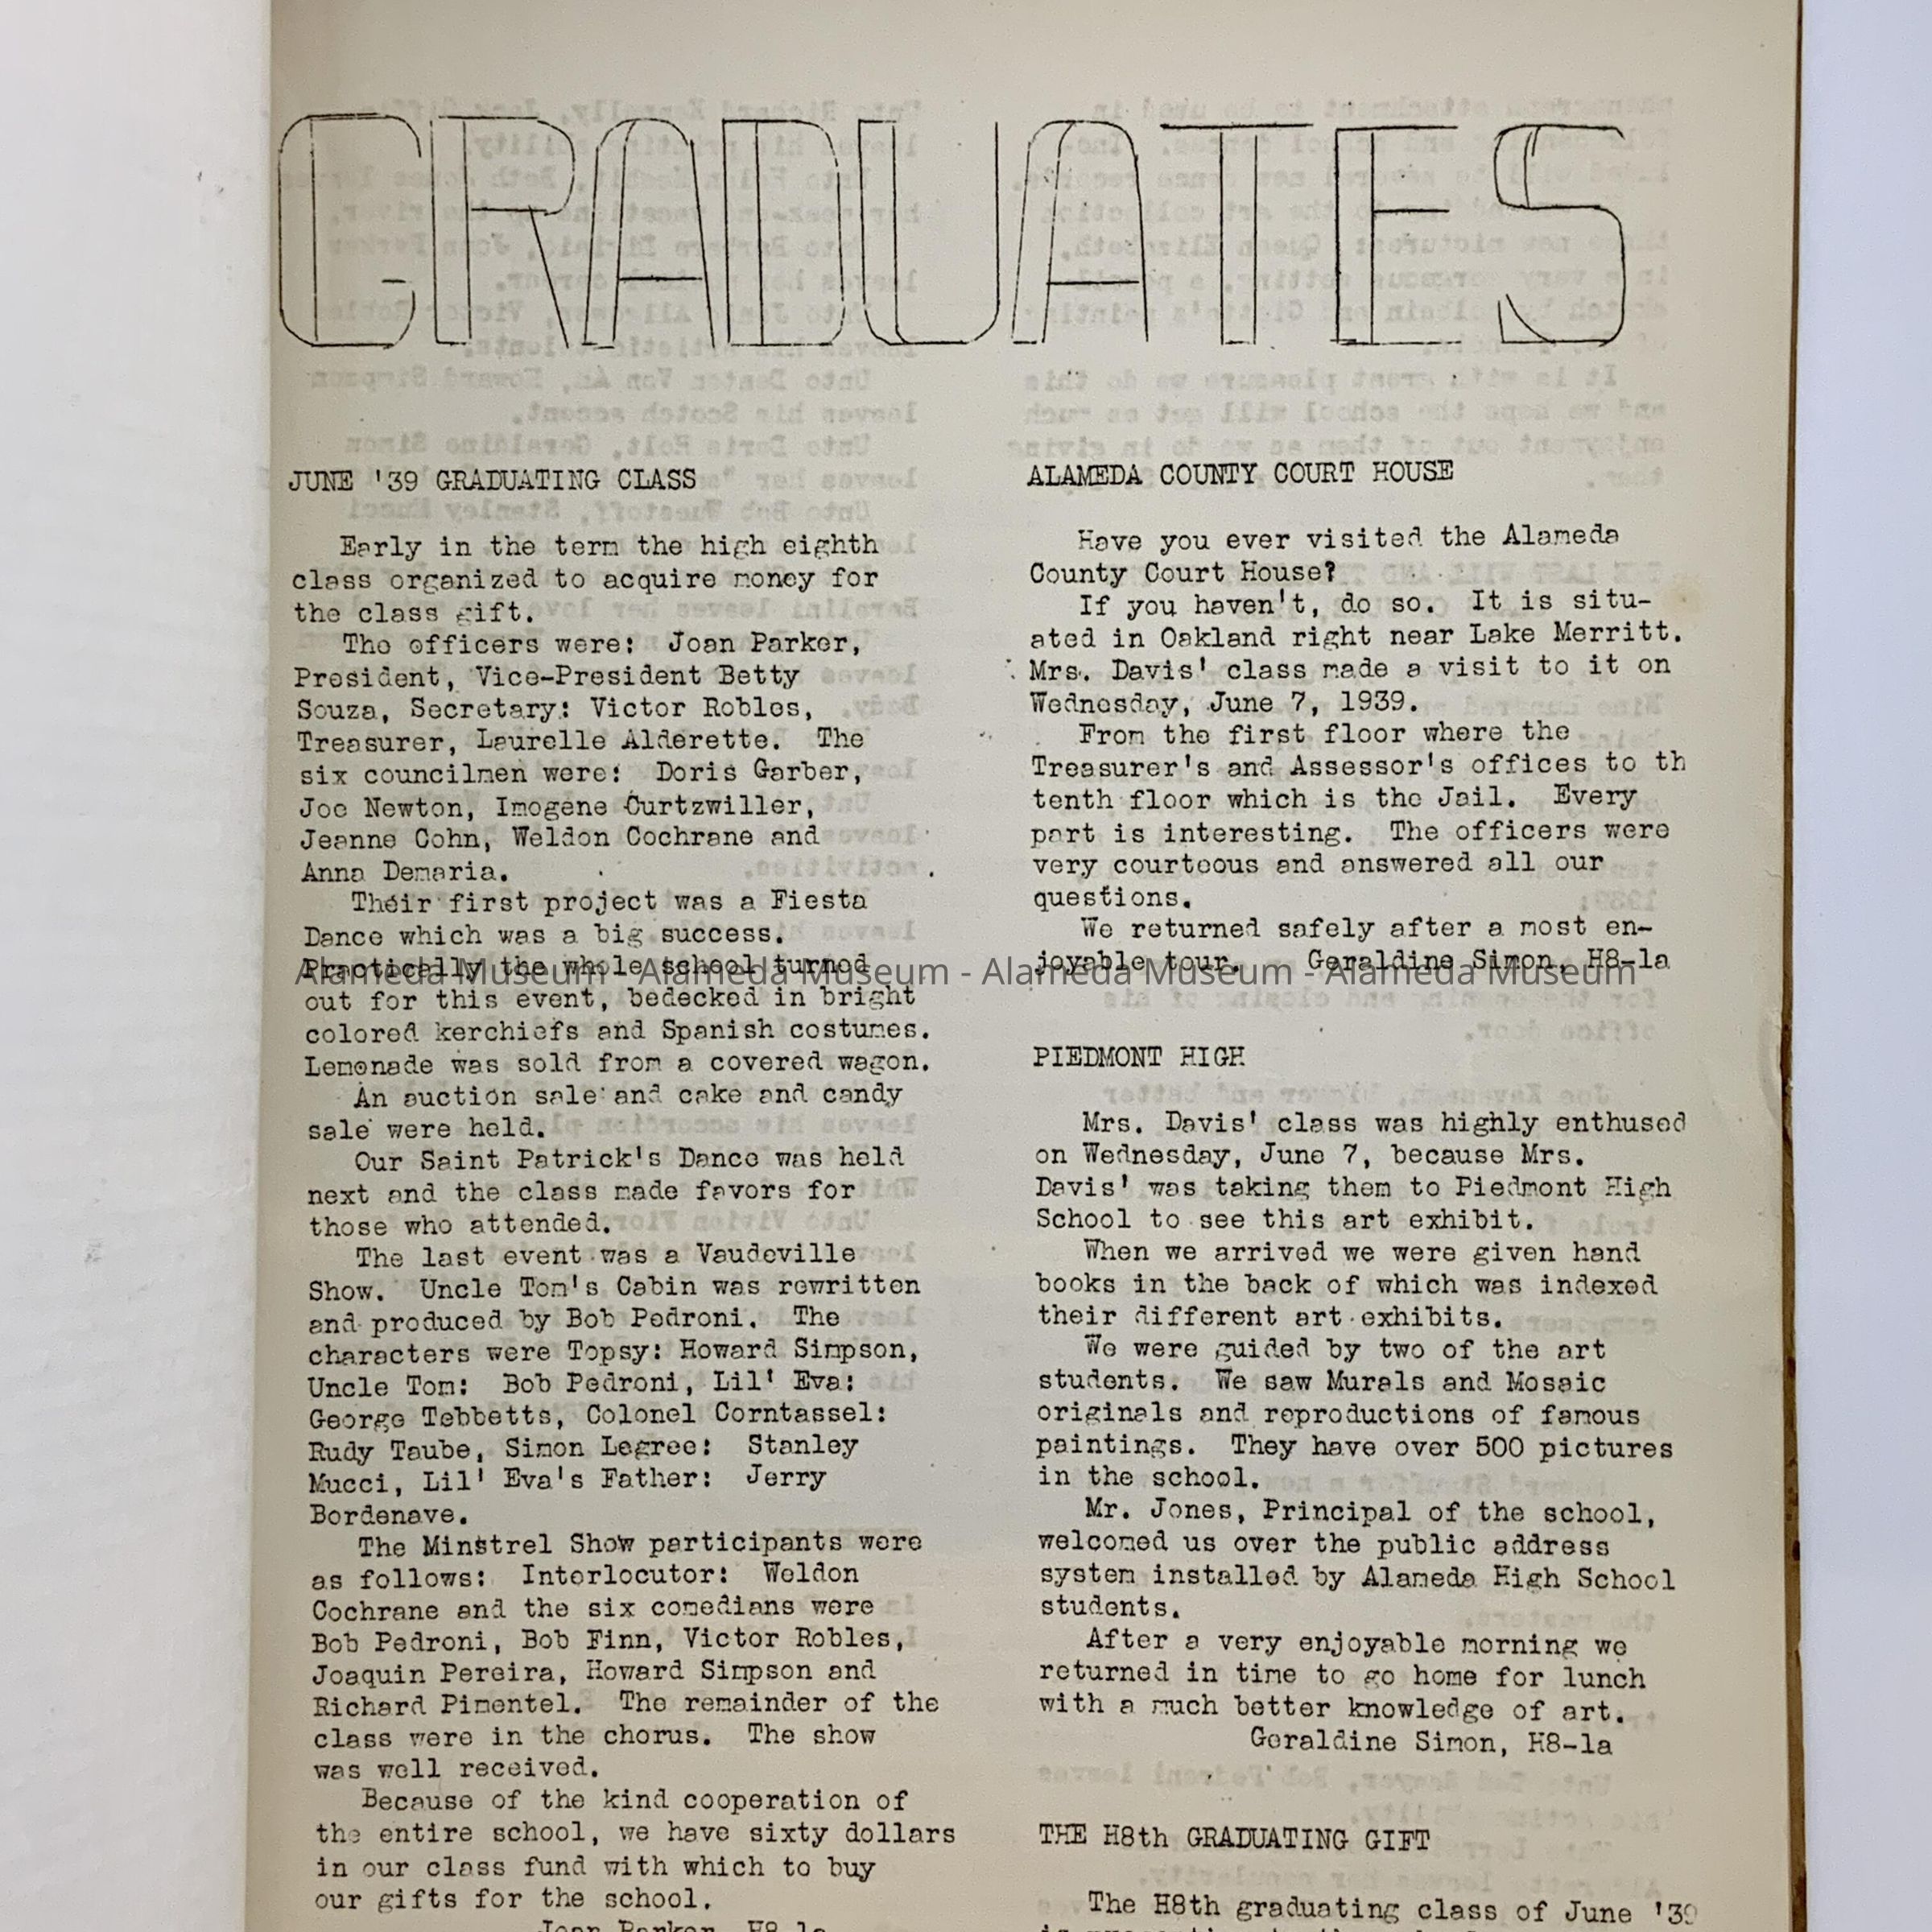 GRADUATES
JUNE '39 GRADUATING CLASS
Early in the term the high eighth
class organized to acquire money for
the class gift.
The officers were: Joan Parker,
President, Vice-President Betty
Souza, Secretary: Victor Robles,
Treasurer, Laurelle Alderette. The
six councilmen were: Doris Garber,
Joe Newton, Imogene Curtzwiller,
Jeanne Cohn, Weldon Cochrane and
Anna Demaria.
Their first project was a Fiesta
Dance which was a big success.
Practically the whole school turned
out for this event, bedecked in bright
colored kerchiefs and Spanish costumes.
Lemonade was sold from a covered wagon.
An auction sale and cake and candy
sale were held.
Our Saint Patrick's Dance was held
next and the class made favors for
those who attended.
The last event was a Vaudeville
Show. Uncle Tom's Cabin was rewritten
and produced by Bob Pedroni. The
characters were Topsy: Howard Simpson,
Uncle Tom: Bob Pedroni, Lil' Eva:
George Tebbetts, Colonel Corntassel:
Rudy Taube, Simon Legree: Stanley
Mucci, Lil' Eva's Father: Jerry
Bordenave.
The Minstrel Show participants were
as follows: Interlocutor: Weldon
Cochrane and the six comedians were
Bob Pedroni, Bob Finn, Victor Robles,
Joaquin Pereira, Howard Simpson and
Richard Pimentel. The remainder of the
class were in the chorus. The show
was well received.
Because of the kind cooperation of
the entire school, we have sixty dollars
in our class fund with which to buy
our gifts for the school.
Joan Parker, H8-1a
ALAMEDA COUNTY COURT HOUSE
Have you ever visited the Alameda
County Court House?
If you haven't, do so. It is situ-
ated in Oakland right near Lake Merritt.
Mrs. Davis' class made a visit to it on
Wednesday, June 7, 1939.
From the first floor where the
Treasurer's and Assessor's offices to th
tenth floor which is the Jail. Every
part is interesting. The officers were
very courteous and answered all our
questions.
We returned safely after a most en-
joyable tour. Geraldine Simon, H8-1a
PIEDMONT HIGH
Mrs. Davis' class was highly enthused
on Wednesday, June 7, because Mrs.
Davis' was taking them to Piedmont High
School to see this art exhibit.
When we arrived we were given hand
books in the back of which was indexed
their different art exhibits.
We were guided by two of the art
students. We saw Murals and Mosaic
originals and reproductions of famous
paintings. They have over 500 pictures
in the school.
Mr. Jones, Principal of the school,
welcomed us over the public address
system installed by Alameda High School
students.
After a very enjoyable morning we
returned in time to go home for lunch
with a much better knowledge of art.
Geraldine Simon, H8-1a
THE H8th GRADUATING GIFT
The H8th graduating class of June '39
Alameda Museum - Alameda Museum - Alameda Museum - Alameda Museum